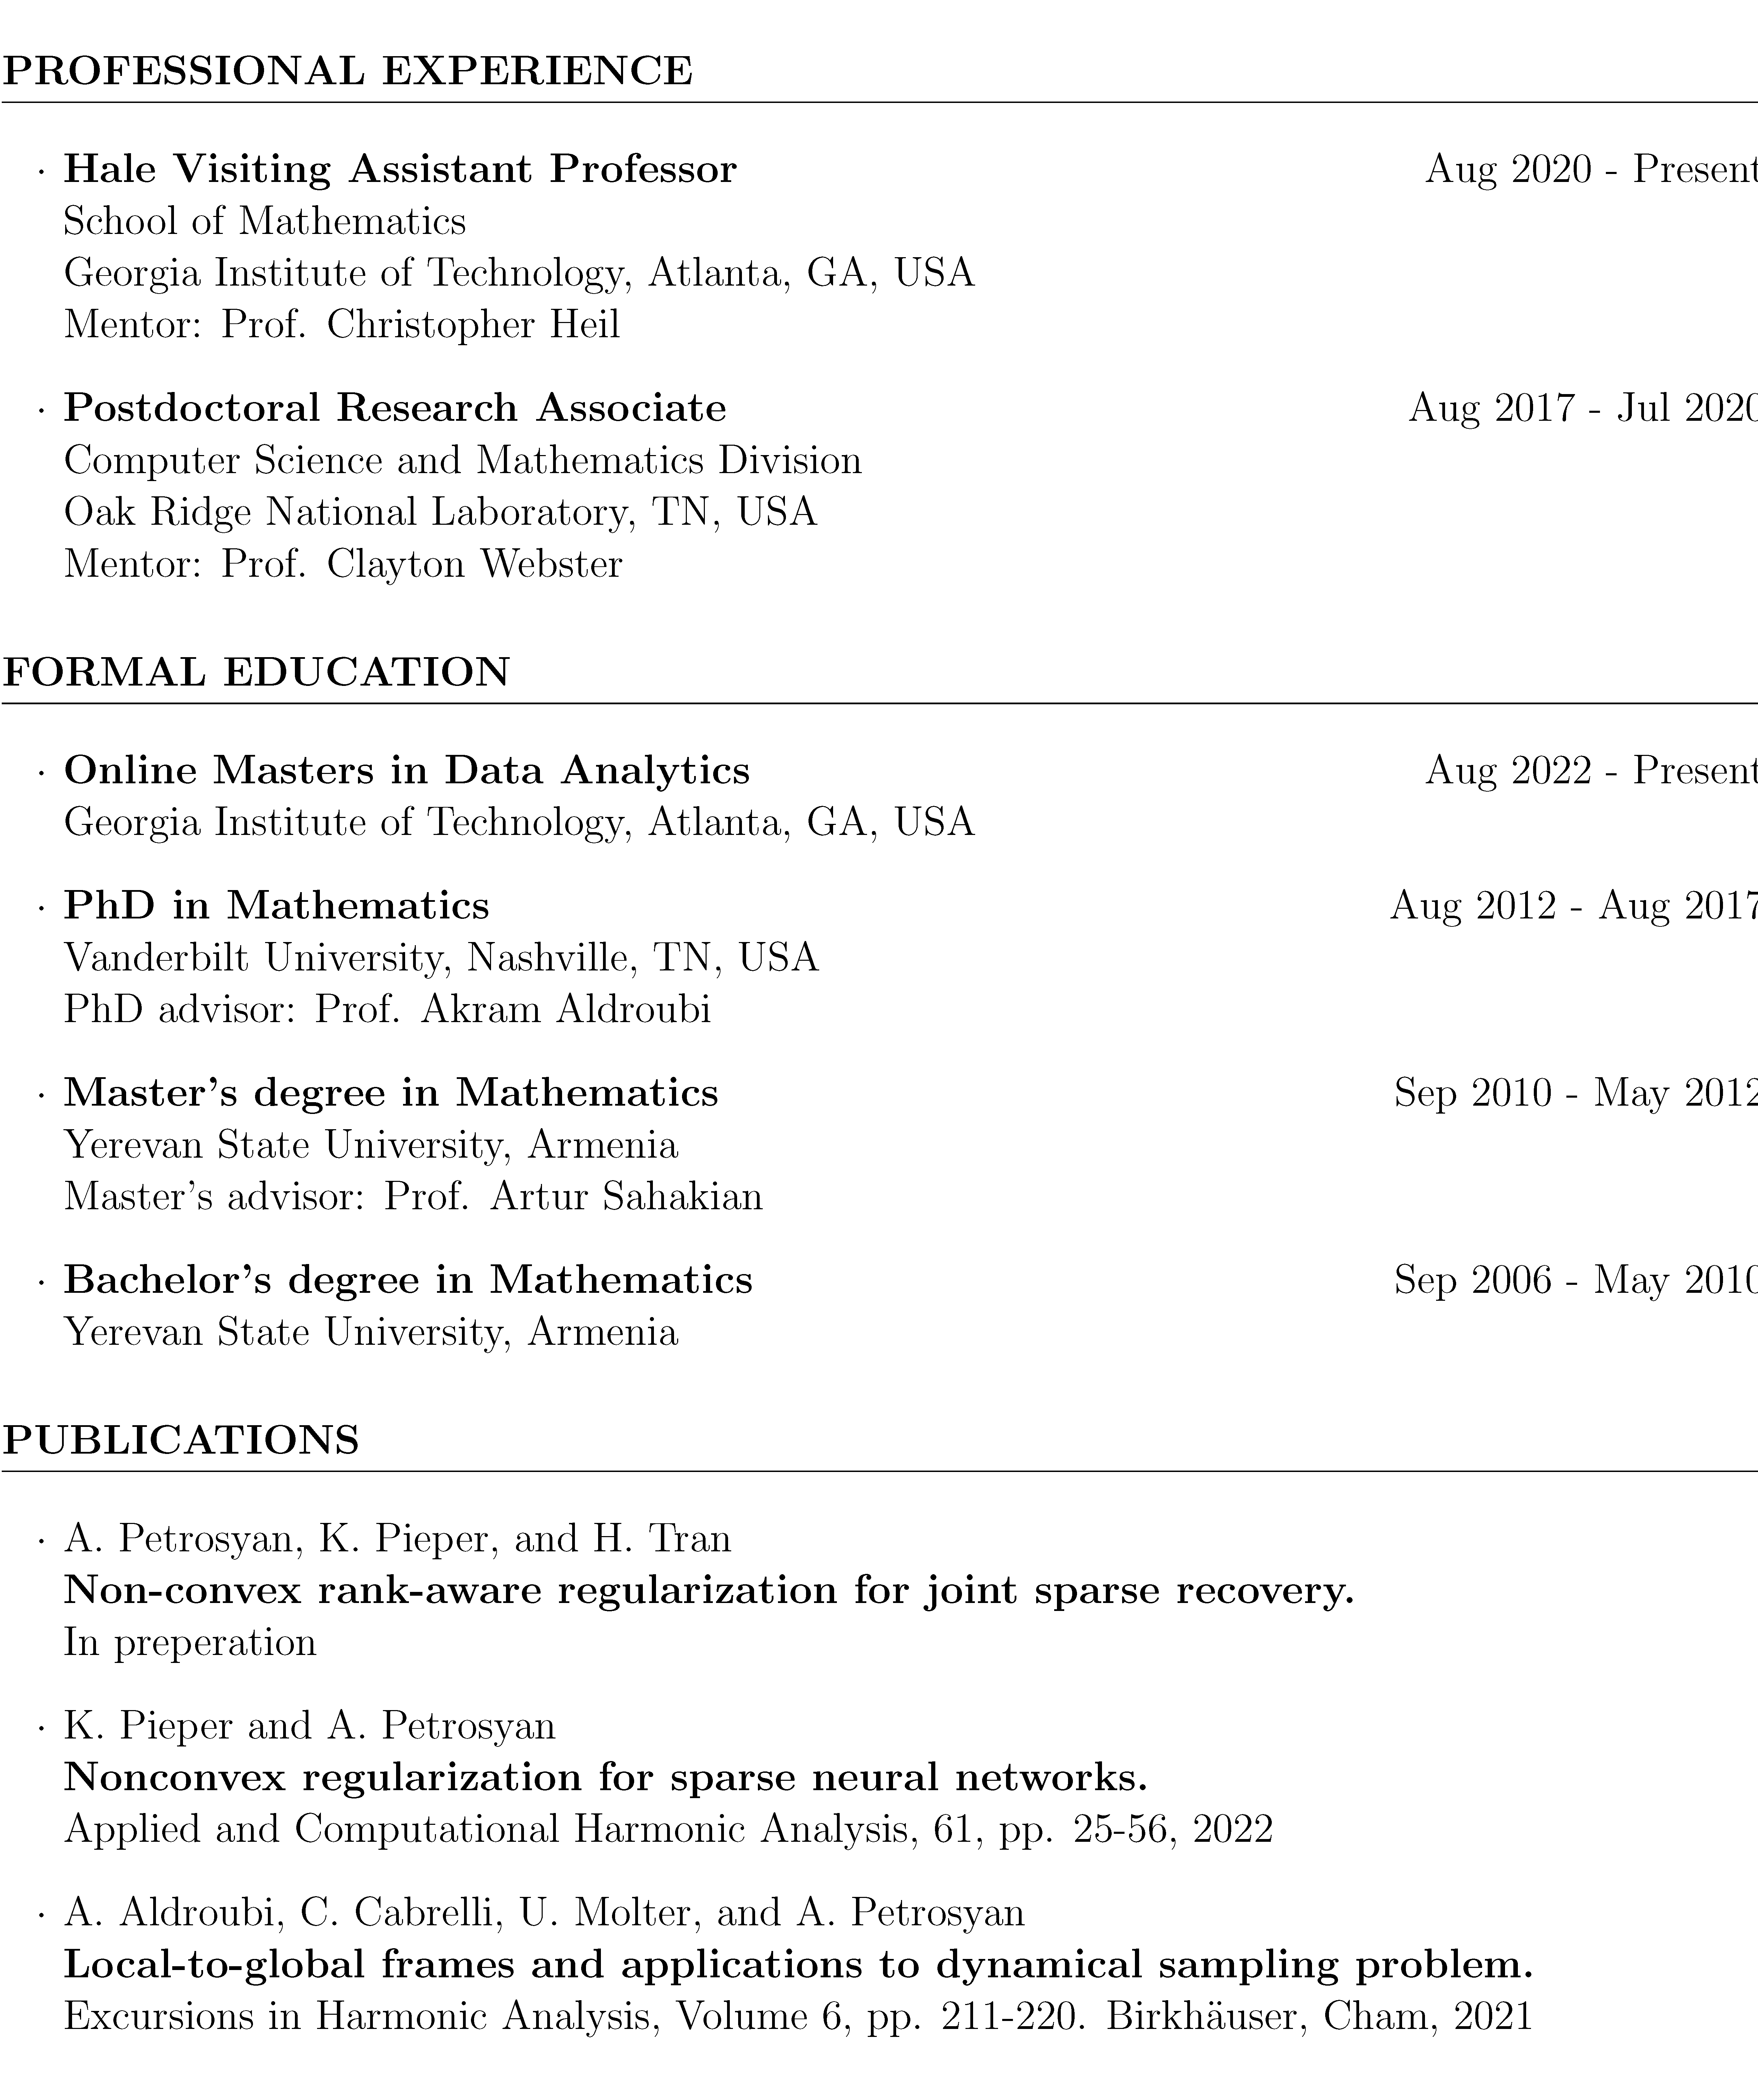 PROFESSIONAL EXPERIENCE
· Hale Visiting Assistant Professor Aug 2020 - Present
School of Mathematics
Georgia Institute of Technology, Atlanta, GA, USA
Mentor: Prof. Christopher Heil
· Postdoctoral Research Associate Aug 2017 - Jul 2020
Computer Science and Mathematics Division
Oak Ridge National Laboratory, TN, USA
Mentor: Prof. Clayton Webster
FORMAL EDUCATION
· Online Masters in Data Analytics Aug 2022 - Present
Georgia Institute of Technology, Atlanta, GA, USA
· PhD in Mathematics Aug 2012 - Aug 2017
Vanderbilt University, Nashville, TN, USA
PhD advisor: Prof. Akram Aldroubi
· Master's degree in Mathematics Sep 2010 - May 2012
Yerevan State University, Armenia
Master's advisor: Prof. Artur Sahakian
· Bachelor's degree in Mathematics Sep 2006 - May 2010
Yerevan State University, Armenia
PUBLICATIONS
· A. Petrosyan, K. Pieper, and H. Tran
Non-convex rank-aware regularization for joint sparse recovery.
In preperation
· K. Pieper and A. Petrosyan
Nonconvex regularization for sparse neural networks.
Applied and Computational Harmonic Analysis, 61, pp. 25-56, 2022
· A. Aldroubi, C. Cabrelli, U. Molter, and A. Petrosyan
Local-to-global frames and applications to dynamical sampling problem.
Excursions in Harmonic Analysis, Volume 6, pp. 211-220. Birkhäuser, Cham, 2021